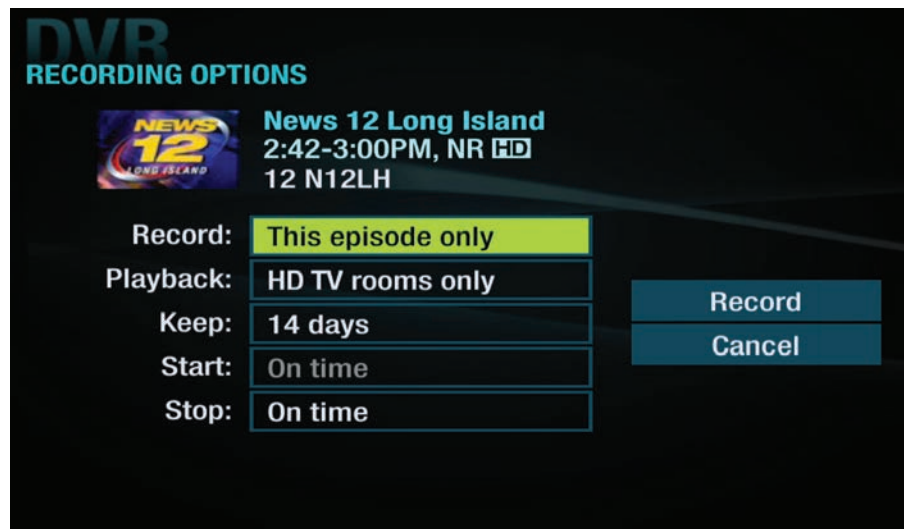 DVR
RECORDING OPTIONS
NEWS
12
LONG ISLAND
News 12 Long Island
2:42-3:00PM, NR HD
12 N12LH
Record: This episode only
Playback: HD TV rooms only
Keep: 14 days
Start: On time
Stop: On time
Record
Cancel